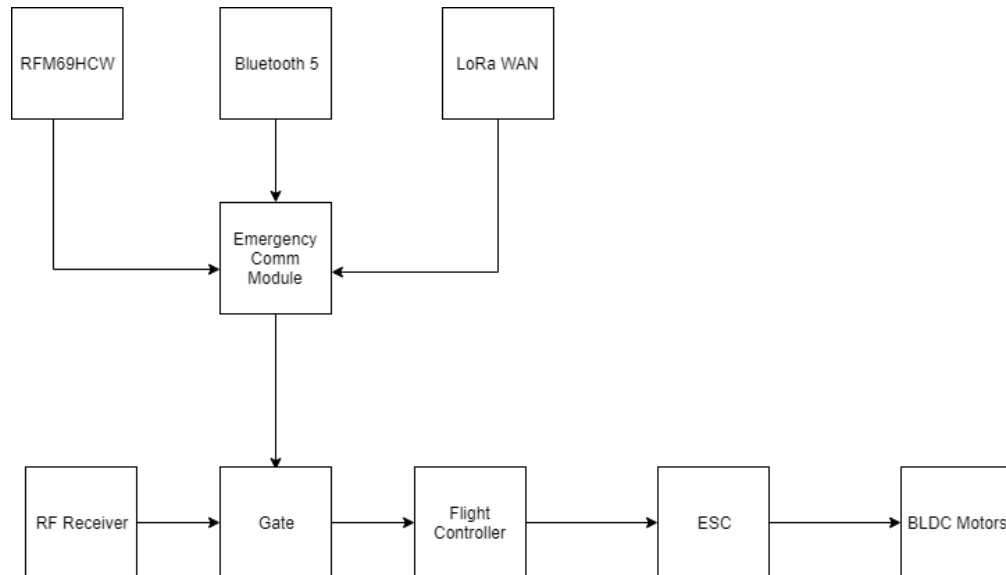 RFM69HCW
Bluetooth 5
LoRa WAN
Emergency
Comm
Module
RF Receiver
Gate
Flight
Controller
ESC
BLDC Motors